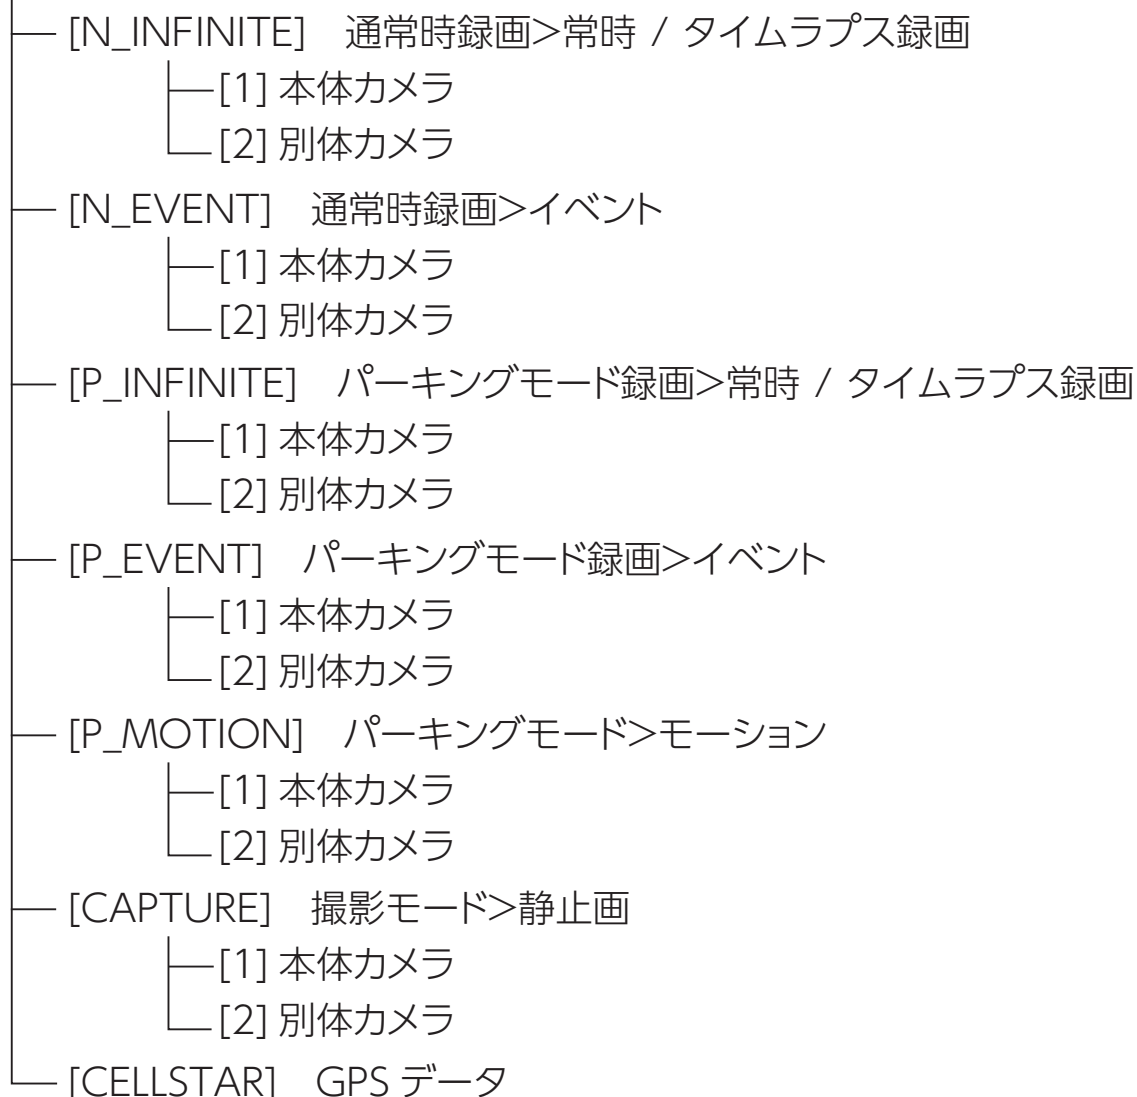 [N_INFINITE] 通常時録画>常時 / タイムラプス録画
[1] 本体カメラ
[2] 別体カメラ
[N_EVENT] 通常時録画>イベント
[1] 本体カメラ
[2] 別体カメラ
[P_INFINITE] パーキングモード録画>常時 / タイムラプス録画
[1] 本体カメラ
[2] 別体カメラ
[P_EVENT] パーキングモード録画>イベント
[1] 本体カメラ
[2] 別体カメラ
[P_MOTION] パーキングモード>モーション
[1] 本体カメラ
[2] 別体カメラ
[CAPTURE] 撮影モード>静止画
[1] 本体カメラ
[2] 別体カメラ
[CELLSTAR] GPS データ